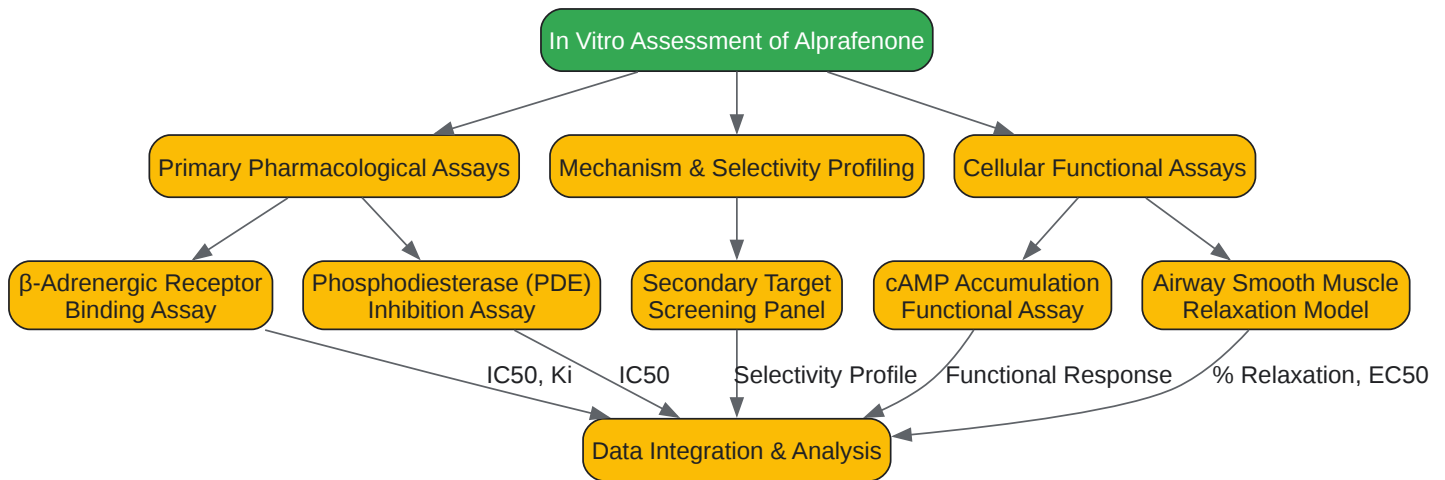 In Vitro Assessment of Alprafenone
Primary Pharmacological Assays
Mechanism & Selectivity Profiling
Cellular Functional Assays
β-Adrenergic Receptor
Binding Assay
Phosphodiesterase (PDE)
Inhibition Assay
Secondary Target
Screening Panel
cAMP Accumulation
Functional Assay
Airway Smooth Muscle
Relaxation Model
IC50, Ki
IC50
Selectivity Profile
Functional Response
% Relaxation, EC50
Data Integration & Analysis